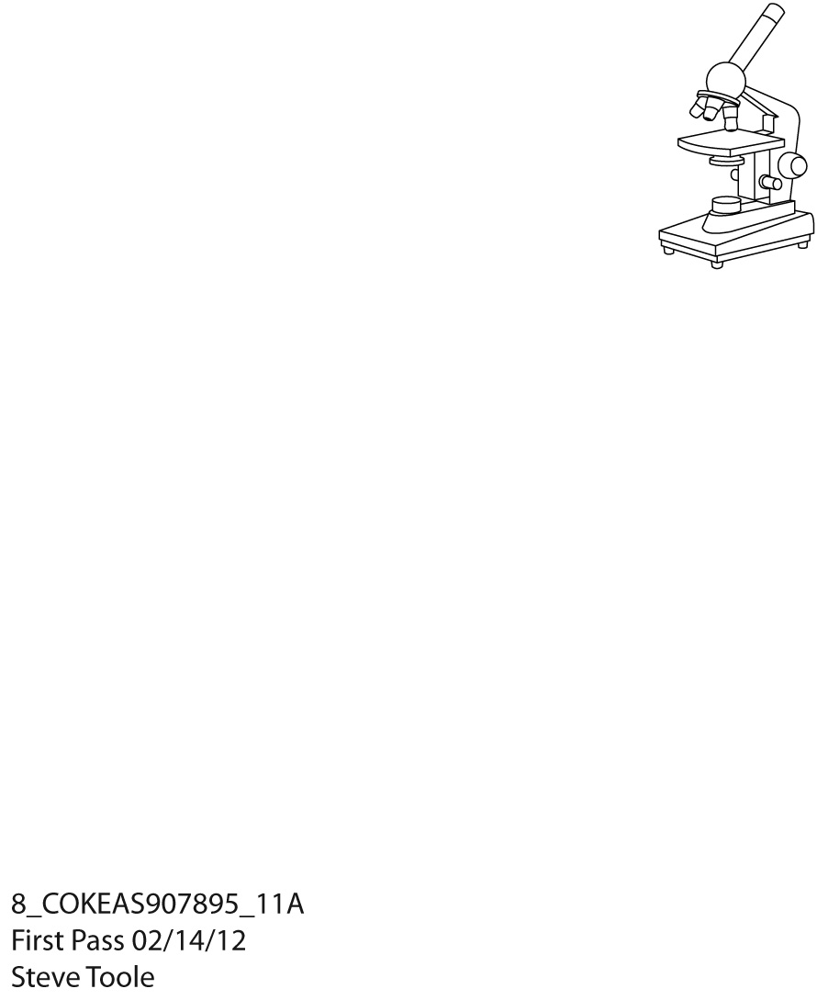 8_COKEAS907895_11A
First Pass 02/14/12
Steve Toole